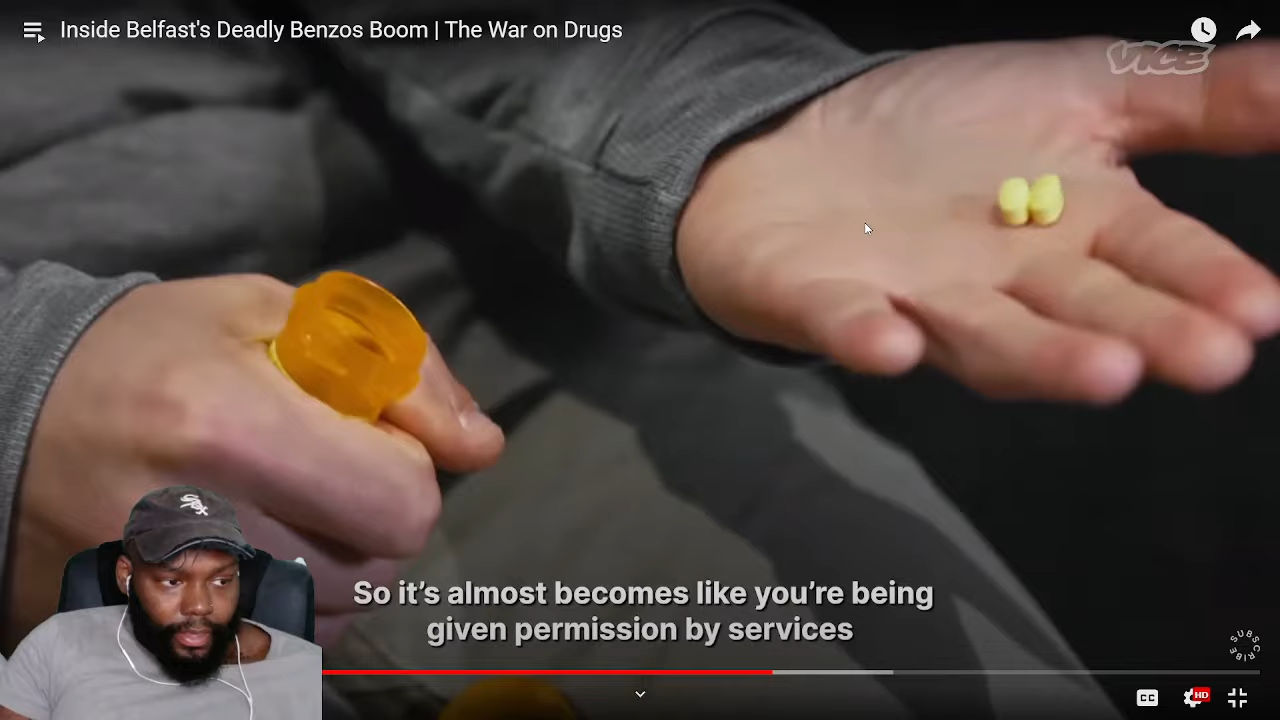 Inside Belfast's Deadly Benzos Boom | The War on Drugs
VICE
Sox
So it’s almost becomes like you’re being
given permission by services
SUBSCRIBE
CC
HD